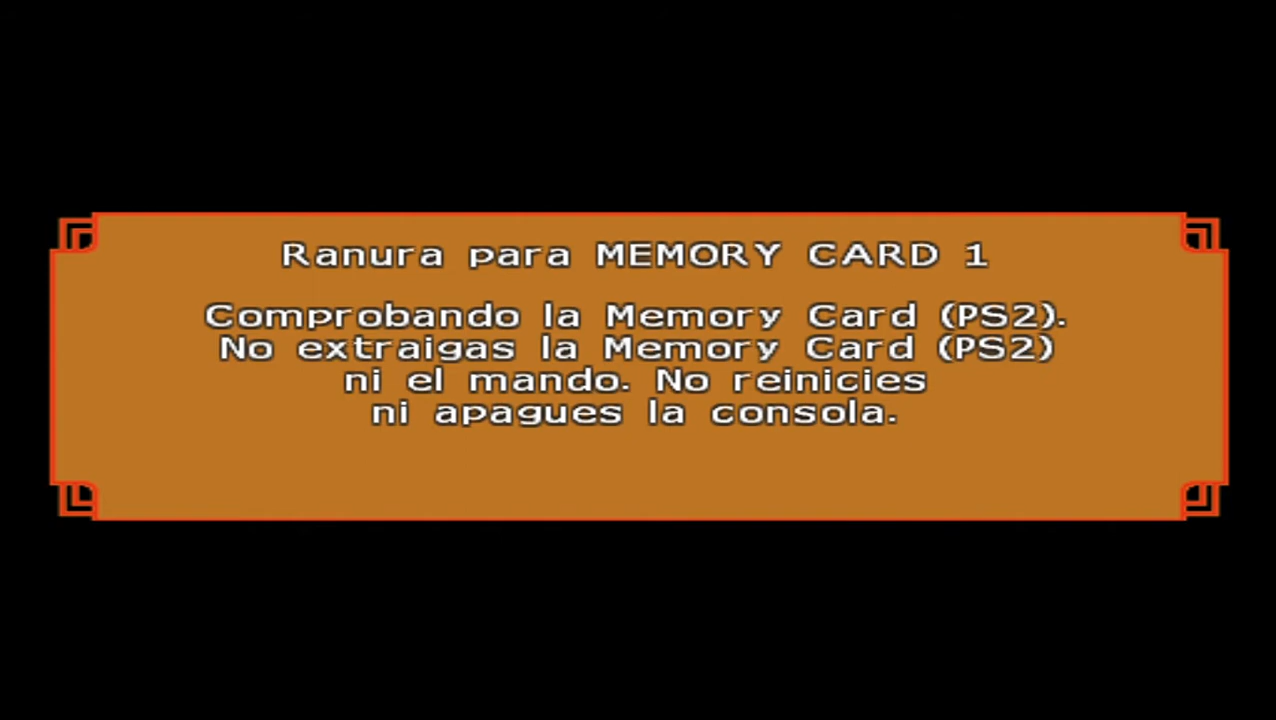 Ranura para MEMORY CARD 1
Comprobando la Memory Card (PS2).
No extraigas la Memory Card (PS2)
ni el mando. No reinicies
ni apagues la consola.